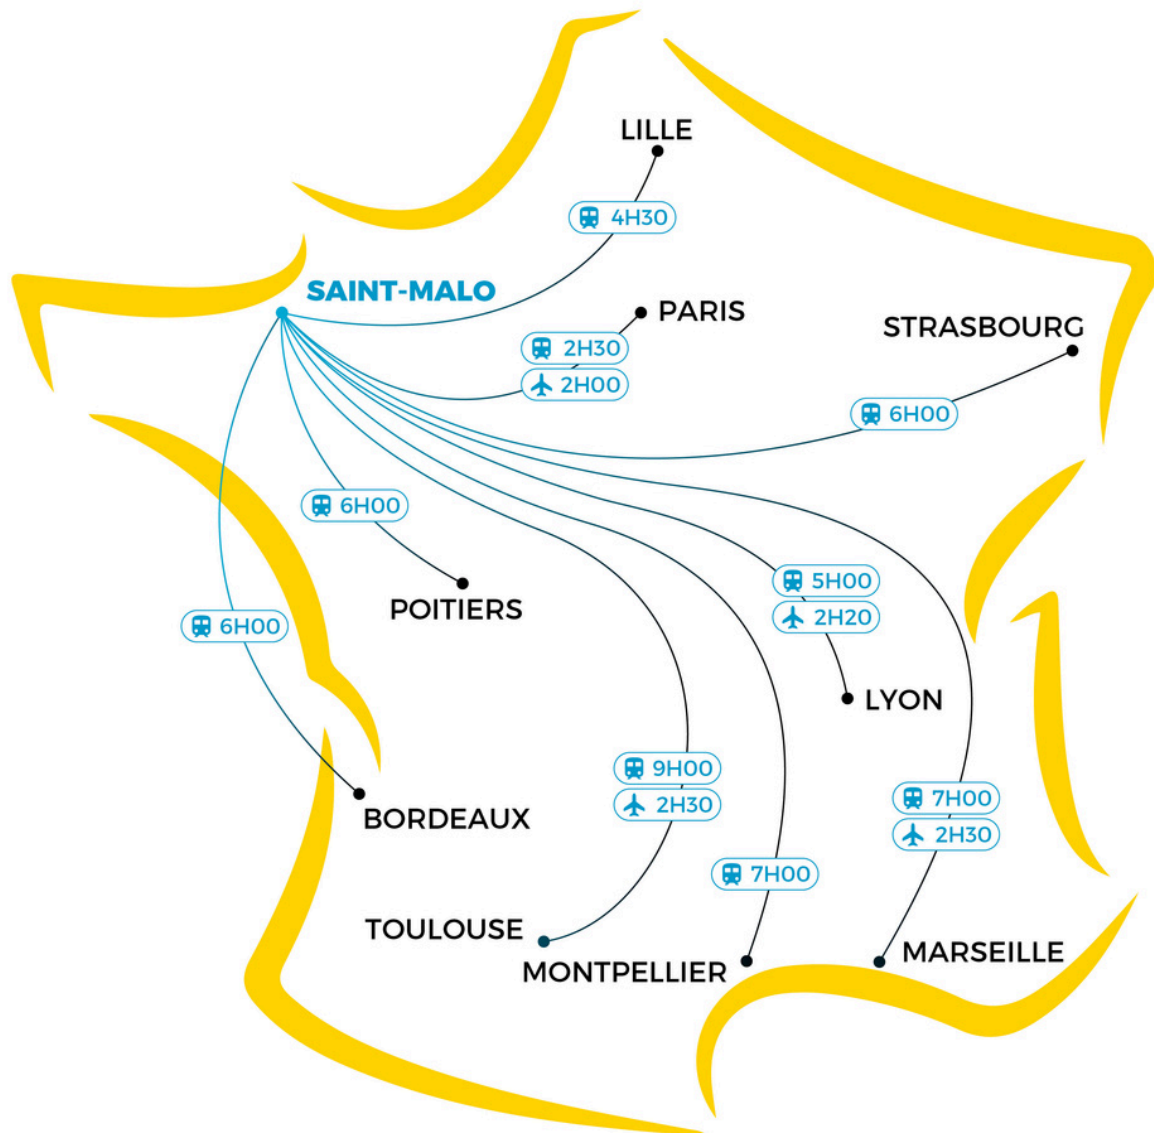 LILLE
4H30
SAINT-MALO
PARIS
2H30
2H00
STRASBOURG
6H00
6H00
POITIERS
6H00
5H00
2H20
LYON
BORDEAUX
9H00
2H30
7H00
2H30
7H00
TOULOUSE
MONTPELLIER
MARSEILLE